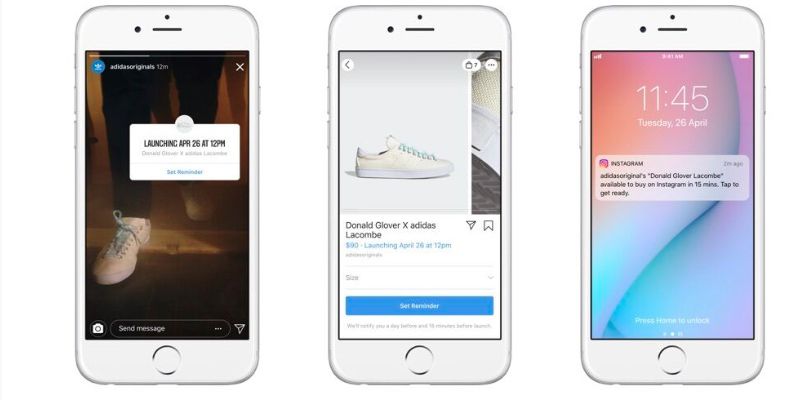 adidasoriginals 12m
LAUNCHING APR 26 AT 12PM
Donald Glover X adidas Lacombe
Set Reminder
Send message
7
Donald Glover X adidas
Lacombe
$90 · Launching April 26 at 12pm
adidasoriginals
Size
Set Reminder
We'll notify you a day before and 15 minutes before launch.
9:41 AM
11:45
Tuesday, 26 April
INSTAGRAM 2m ago
adidasoriginal's "Donald Glover Lacombe"
available to buy on Instagram in 15 mins. Tap to
get ready.
Press Home to unlock